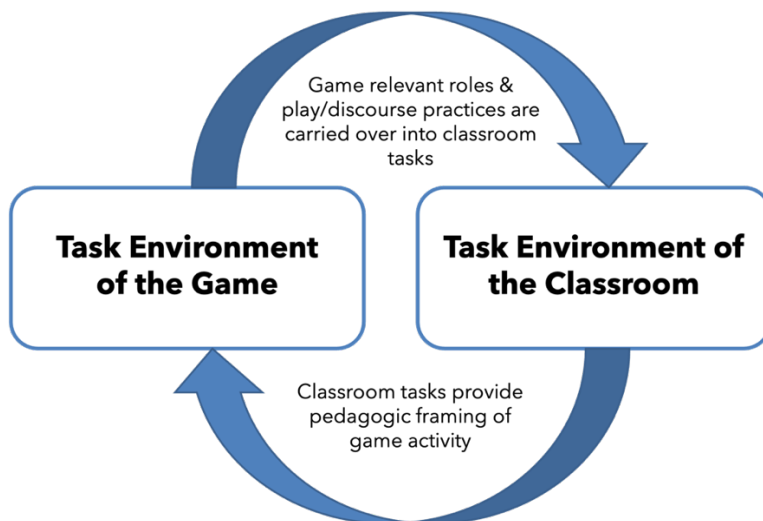 Game relevant roles &
play/discourse practices are
carried over into classroom
tasks
Task Environment
of the Game
Task Environment of
the Classroom
Classroom tasks provide
pedagogic framing of
game activity